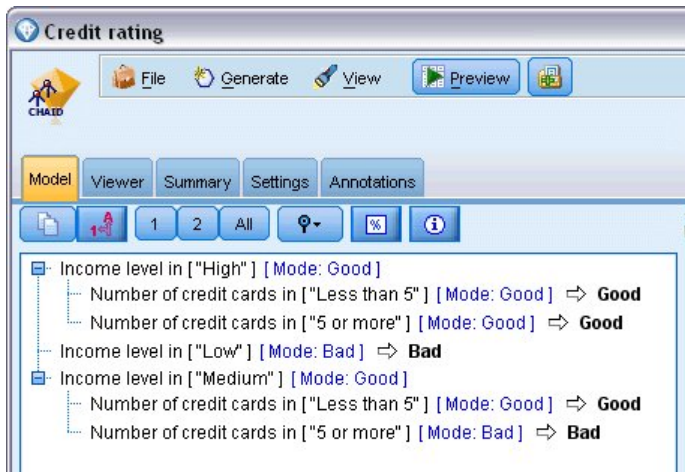 Credit rating
CHAID
File Generate View Preview
Model Viewer Summary Settings Annotations
1 A 1 2 All %
Income level in ["High"] [Mode: Good]
Number of credit cards in ["Less than 5"] [Mode: Good] ⇨ Good
Number of credit cards in ["5 or more"] [Mode: Good] ⇨ Good
Income level in ["Low"] [Mode: Bad] ⇨ Bad
Income level in ["Medium"] [Mode: Good]
Number of credit cards in ["Less than 5"] [Mode: Good] ⇨ Good
Number of credit cards in ["5 or more"] [Mode: Bad] ⇨ Bad